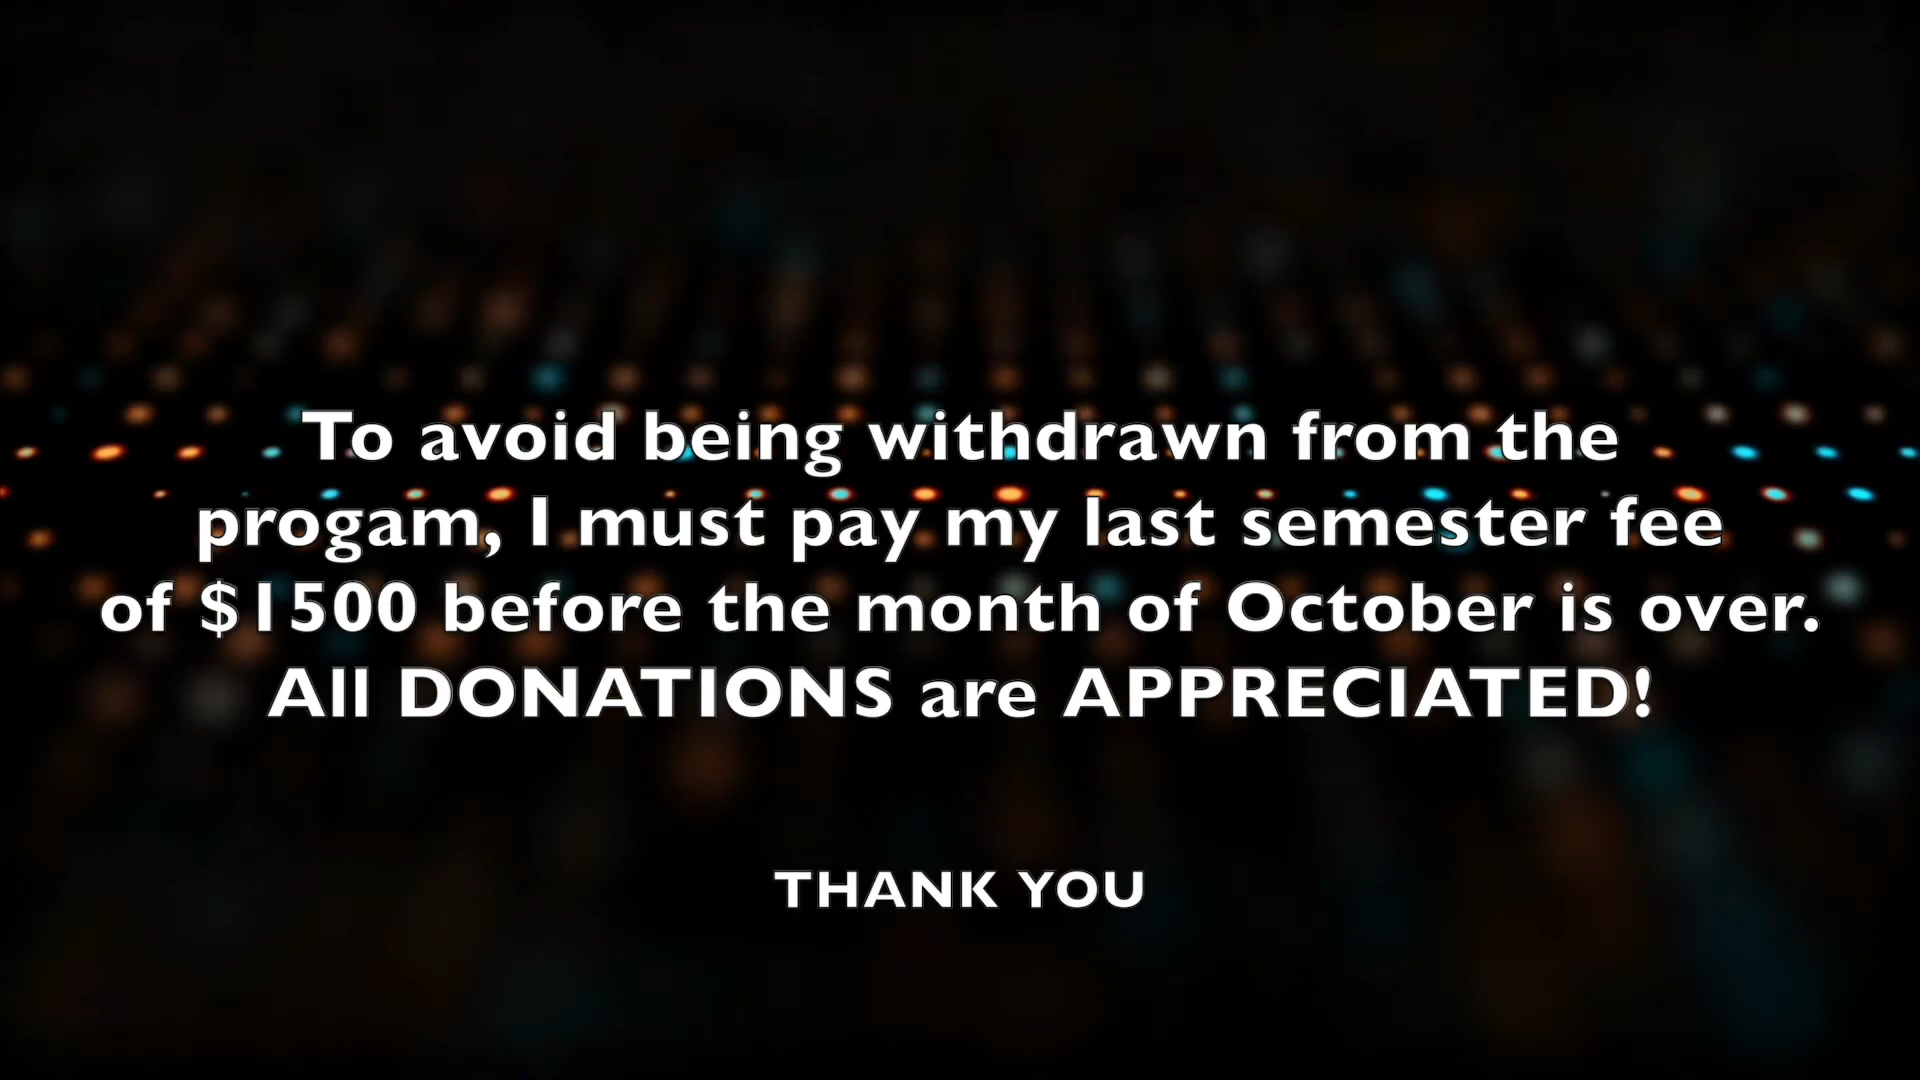 To avoid being withdrawn from the
progam, I must pay my last semester fee
of $1500 before the month of October is over.
All DONATIONS are APPRECIATED!
THANK YOU